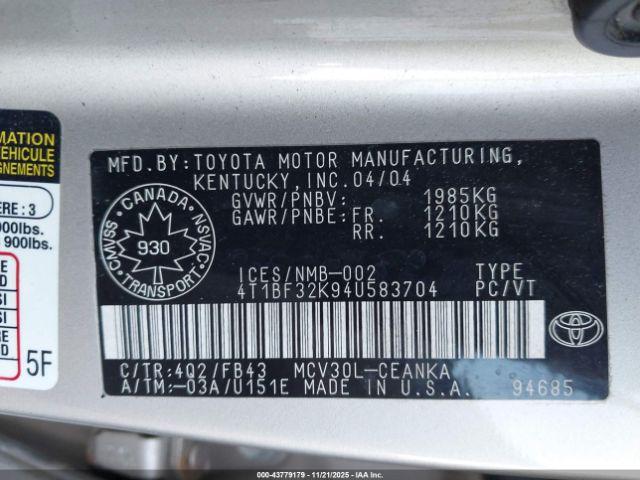 MATION
VEHICULE
GNEMENTS
ERE : 3
900lbs.
900lbs.
5F
MFD.BY:TOYOTA MOTOR MANUFACTURING,
KENTUCKY, INC.04/04
GVWR/PNBV: 1985KG
GAWR/PNBE: FR. 1210KG
RR. 1210KG
CANADA
CMVSS
930
NSVAC
ICES/NMB-002 TYPE
4T1BF32K94U583704 PC/VT
C/TR:4Q2/FB43 MCV30L-CEANKA
A/TM:-03A/U151E MADE IN U.S.A.
94685
TOYOTA
000-43779179 11/21/2025 - IAA Inc.